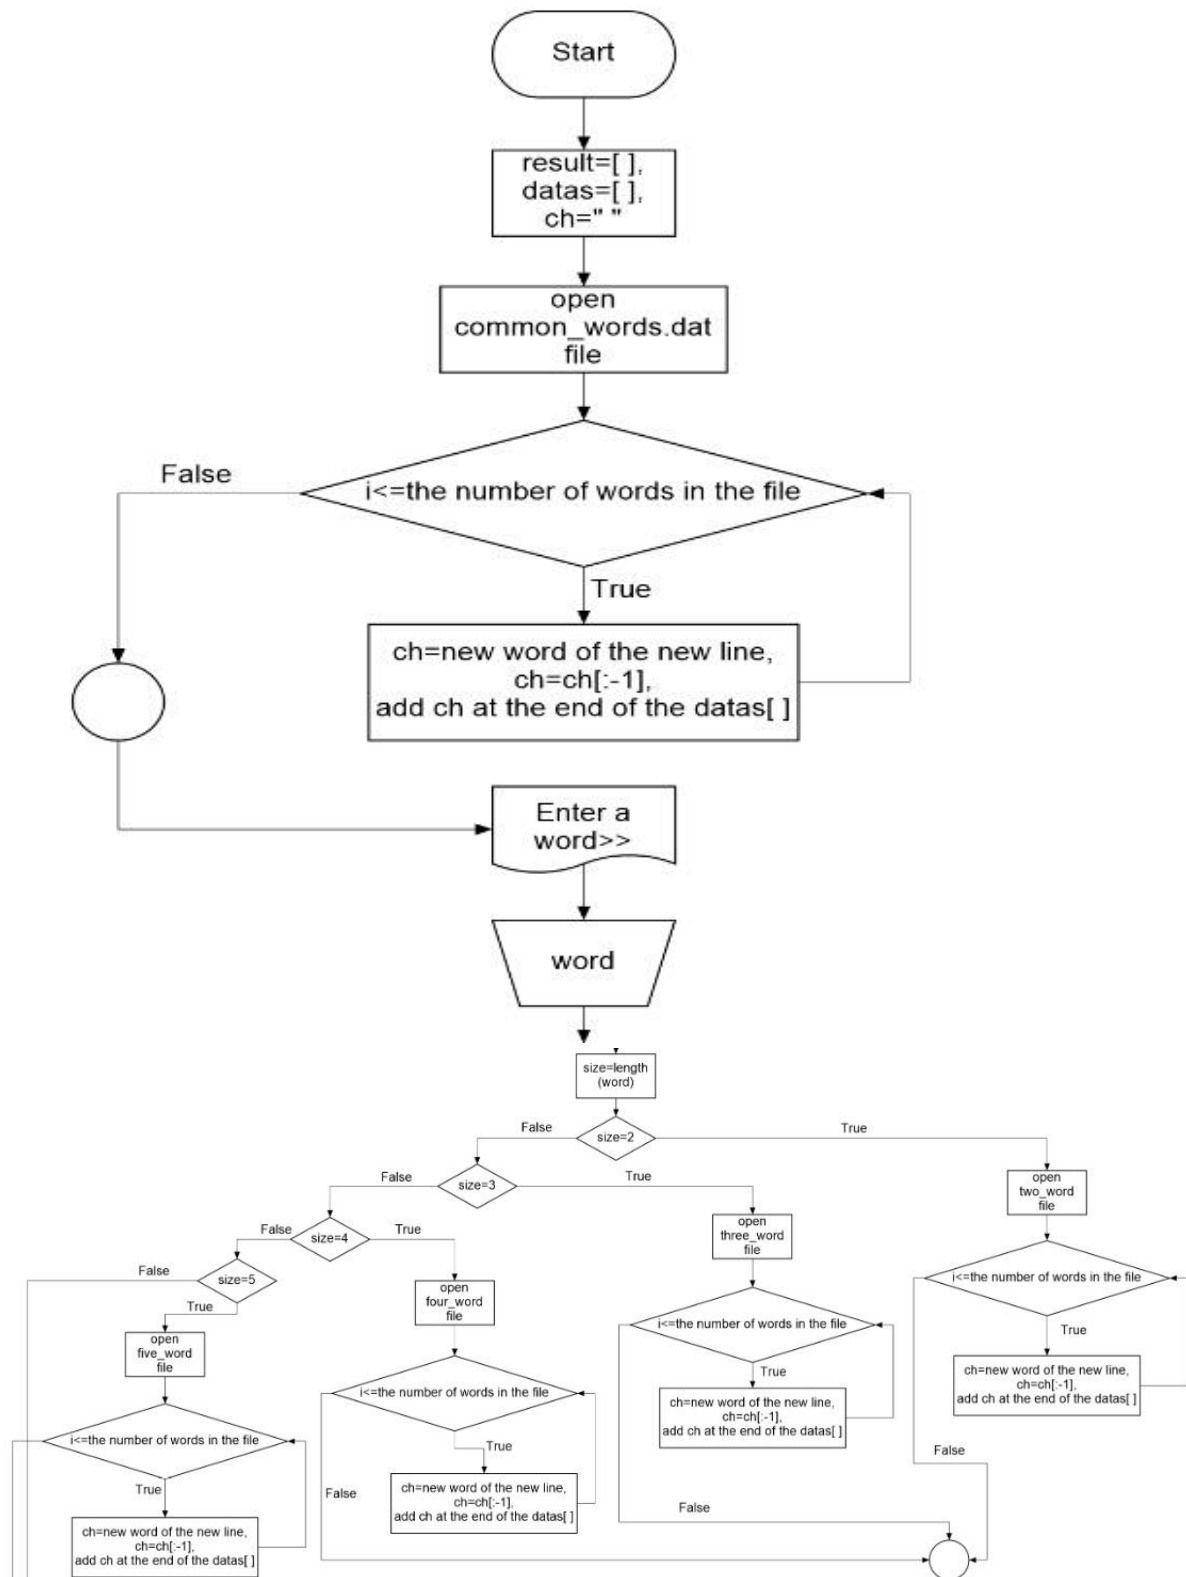 Start
result=[ ],
datas=[ ],
ch=" "
open
common_words.dat
file
False
i<=the number of words in the file
True
ch=new word of the new line,
ch=ch[:-1],
add ch at the end of the datas[ ]
Enter a
word>>
word
size=length
(word)
False
size=2
True
False
size=3
True
open
two_word
file
False
size=4
True
open
three_word
file
False
size=5
True
open
four_word
file
i<=the number of words in the file
True
open
five_word
file
i<=the number of words in the file
True
ch=new word of the new line,
ch=ch[:-1],
add ch at the end of the datas[ ]
i<=the number of words in the file
True
ch=new word of the new line,
ch=ch[:-1],
add ch at the end of the datas[ ]
i<=the number of words in the file
True
False
True
False
ch=new word of the new line,
ch=ch[:-1],
add ch at the end of the datas[ ]
False
ch=new word of the new line,
ch=ch[:-1],
add ch at the end of the datas[ ]